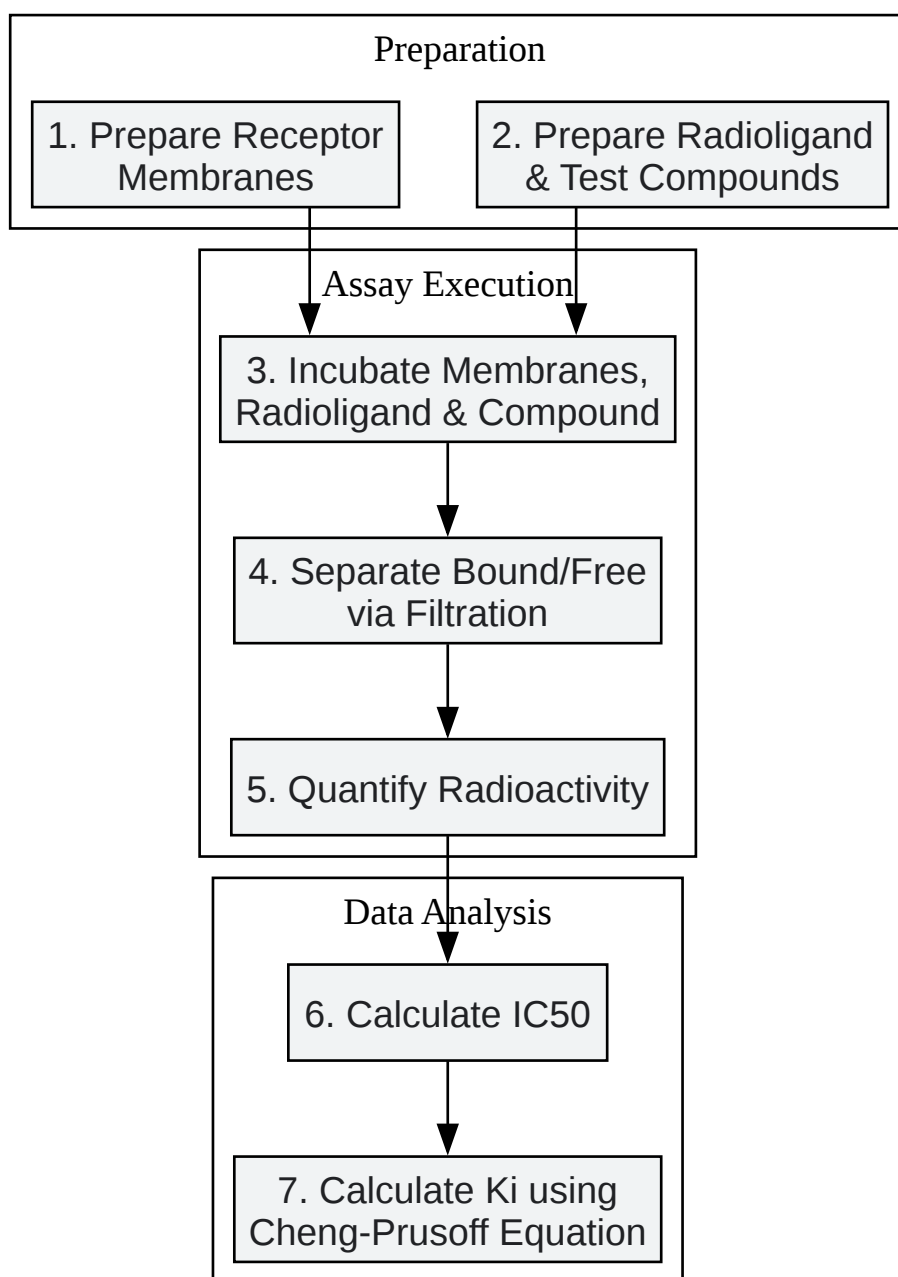 Preparation
1. Prepare Receptor
Membranes
2. Prepare Radioligand
& Test Compounds
Assay Execution
3. Incubate Membranes,
Radioligand & Compound
4. Separate Bound/Free
via Filtration
5. Quantify Radioactivity
Data Analysis
6. Calculate IC50
7. Calculate Ki using
Cheng-Prusoff Equation